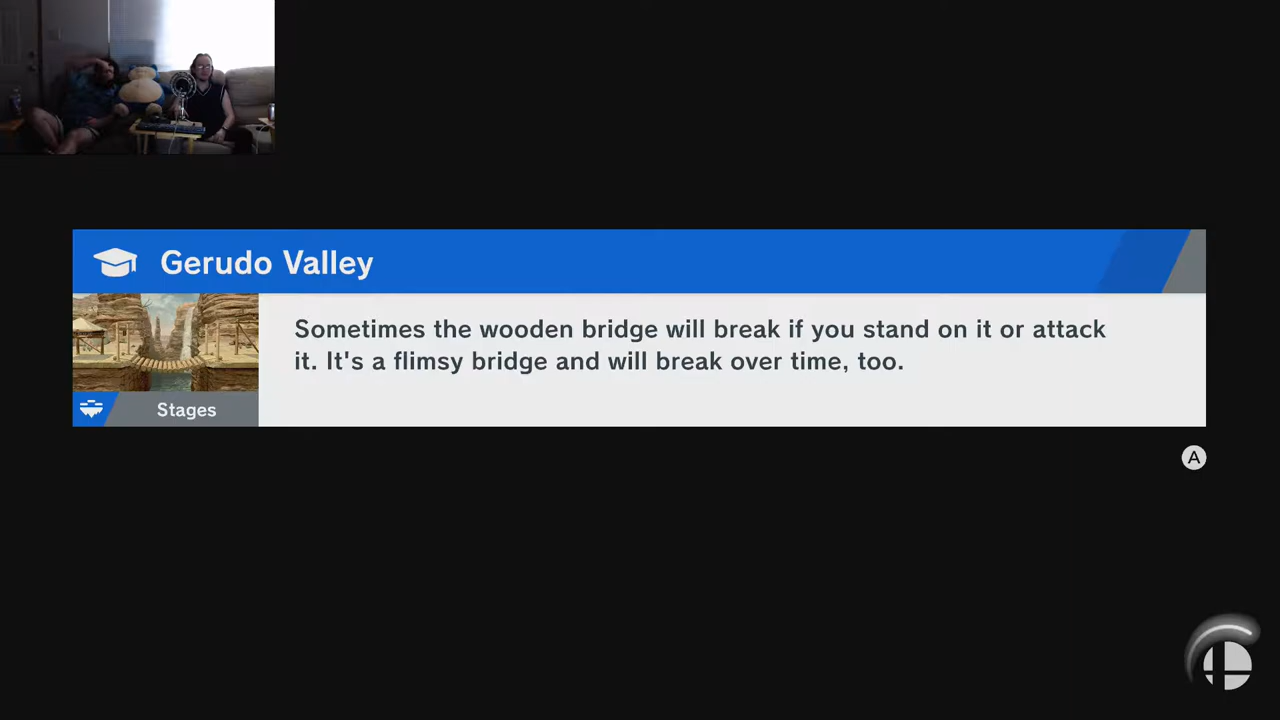 Gerudo Valley
Sometimes the wooden bridge will break if you stand on it or attack
it. It's a flimsy bridge and will break over time, too.
Stages
A